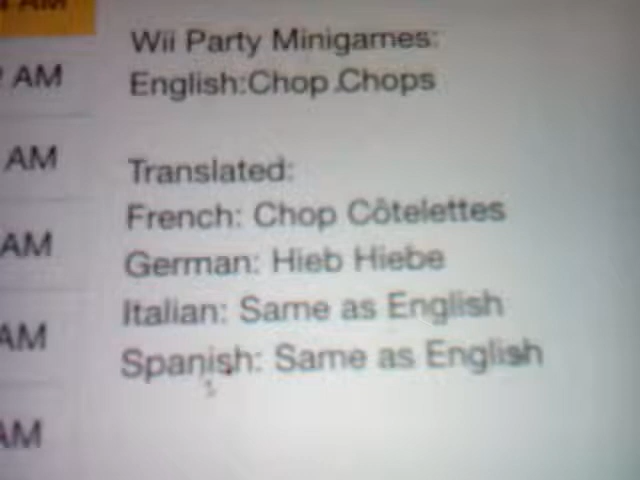 AM
Wii Party Minigames:
AM
English:Chop Chops
AM
Translated:
French: Chop Côtelettes
AM
German: Hieb Hiebe
AM
Italian: Same as English
Spanish: Same as English
AM